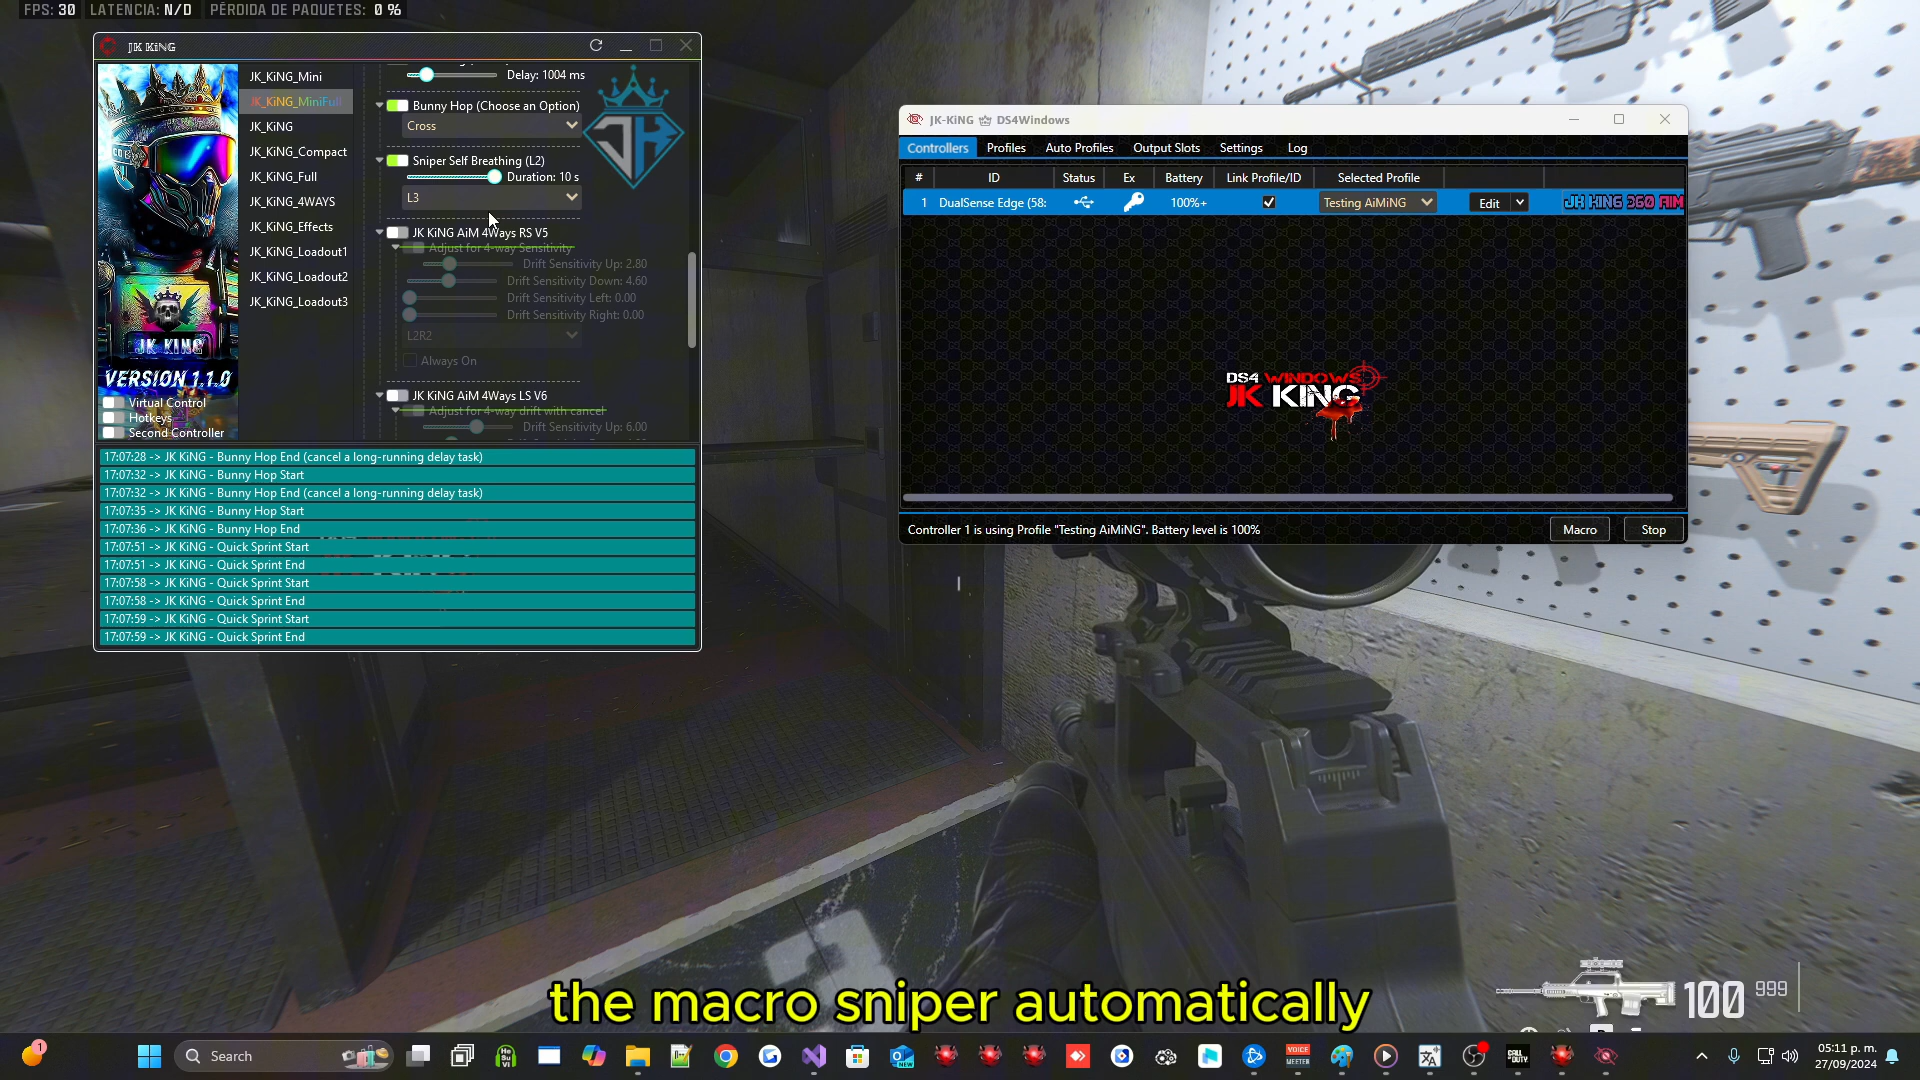 FPS: 30 LATENCIA: N/D PÉRDIDA DE PAQUETES: 0 %
JK KiNG
JK_KiNG_Mini
JK_KiNG_MiniFull
JK_KiNG
JK_KiNG_Compact
JK_KiNG_Full
JK_KiNG_4WAYS
JK_KiNG_Effects
JK_KiNG_Loadout1
JK_KiNG_Loadout2
JK_KiNG_Loadout3
JK KING
VERSION 1.1.0
Virtual Control
Hotkeys
Second Controller
Delay: 1004 ms
Bunny Hop (Choose an Option)
Cross
Sniper Self Breathing (L2)
Duration: 10 s
L3
JK KiNG AiM 4Ways RS V5
Adjust for 4-way Sensitivity
Drift Sensitivity Up: 2.80
Drift Sensitivity Down: 4.60
Drift Sensitivity Left: 0.00
Drift Sensitivity Right: 0.00
L2R2
Always On
JK KiNG AiM 4Ways LS V6
Adjust for 4-way drift with cancel
Drift Sensitivity Up: 6.00
JK
17:07:28 -> JK KiNG - Bunny Hop End (cancel a long-running delay task)
17:07:32 -> JK KiNG - Bunny Hop Start
17:07:32 -> JK KiNG - Bunny Hop End (cancel a long-running delay task)
17:07:35 -> JK KiNG - Bunny Hop Start
17:07:36 -> JK KiNG - Bunny Hop End
17:07:51 -> JK KiNG - Quick Sprint Start
17:07:51 -> JK KiNG - Quick Sprint End
17:07:58 -> JK KiNG - Quick Sprint Start
17:07:58 -> JK KiNG - Quick Sprint End
17:07:59 -> JK KiNG - Quick Sprint Start
17:07:59 -> JK KiNG - Quick Sprint End
JK-KiNG DS4Windows
Controllers Profiles Auto Profiles Output Slots Settings Log
# ID Status Ex Battery Link Profile/ID Selected Profile
1 DualSense Edge (58: 100%+ Testing AiMiNG Edit JK KING 360 AIM
DS4 WINDOWS
JK KING
Controller 1 is using Profile "Testing AiMiNG". Battery level is 100%
Macro Stop
100 999
the macro sniper automatically
1
Search
NEW
VOICE
MEETER
CALL DUTY
05:11 p. m.
27/09/2024